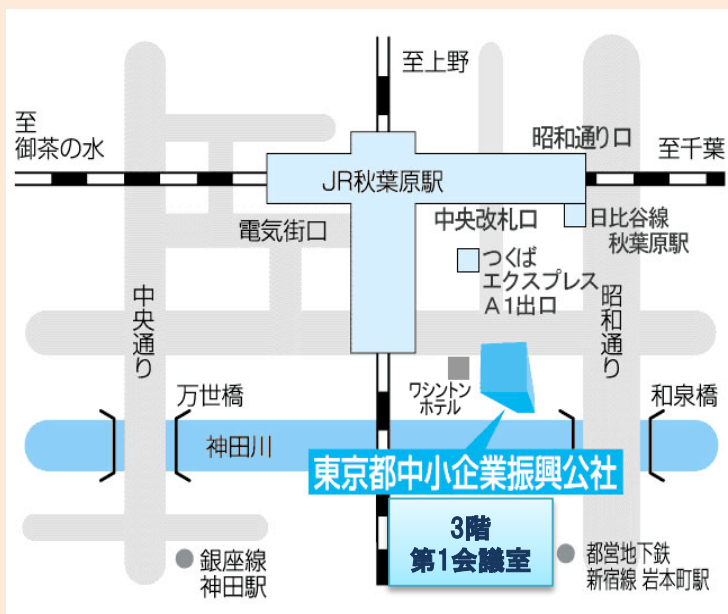 至上野
至
御茶の水
昭和通り口
至千葉
JR秋葉原駅
電気街口
中央改札口
日比谷線
秋葉原駅
つくば
エクスプレス
A1出口
中央通り
昭和通り
ワシントン
ホテル
万世橋
和泉橋
神田川
東京都中小企業振興公社
3階
第1会議室
銀座線
神田駅
都営地下鉄
新宿線 岩本町駅